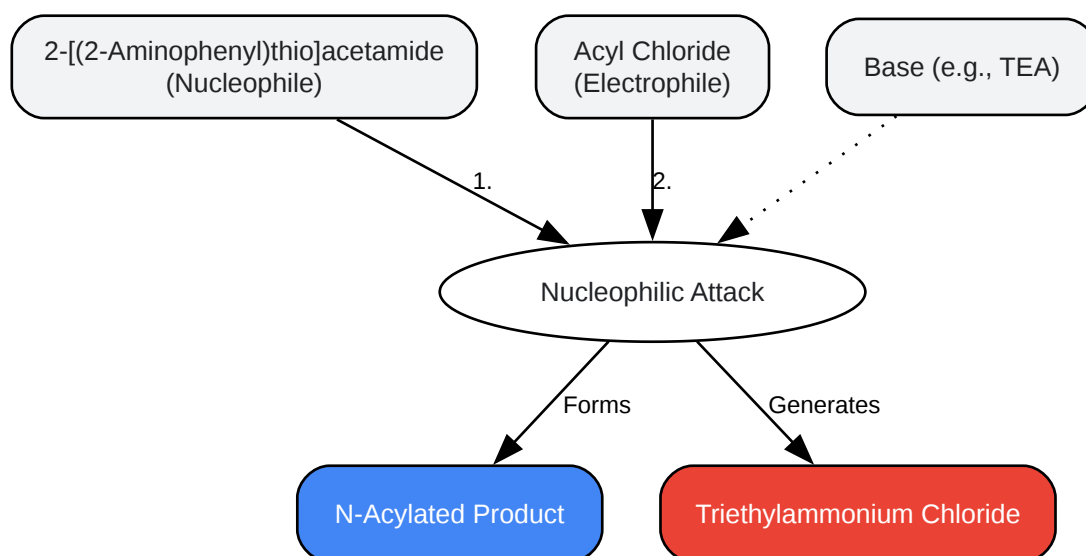 2-[(2-Aminophenyl)thio]acetamide
(Nucleophile)
Acyl Chloride
(Electrophile)
Base (e.g., TEA)
1.
2.
Nucleophilic Attack
Forms
Generates
N-Acylated Product
Triethylammonium Chloride